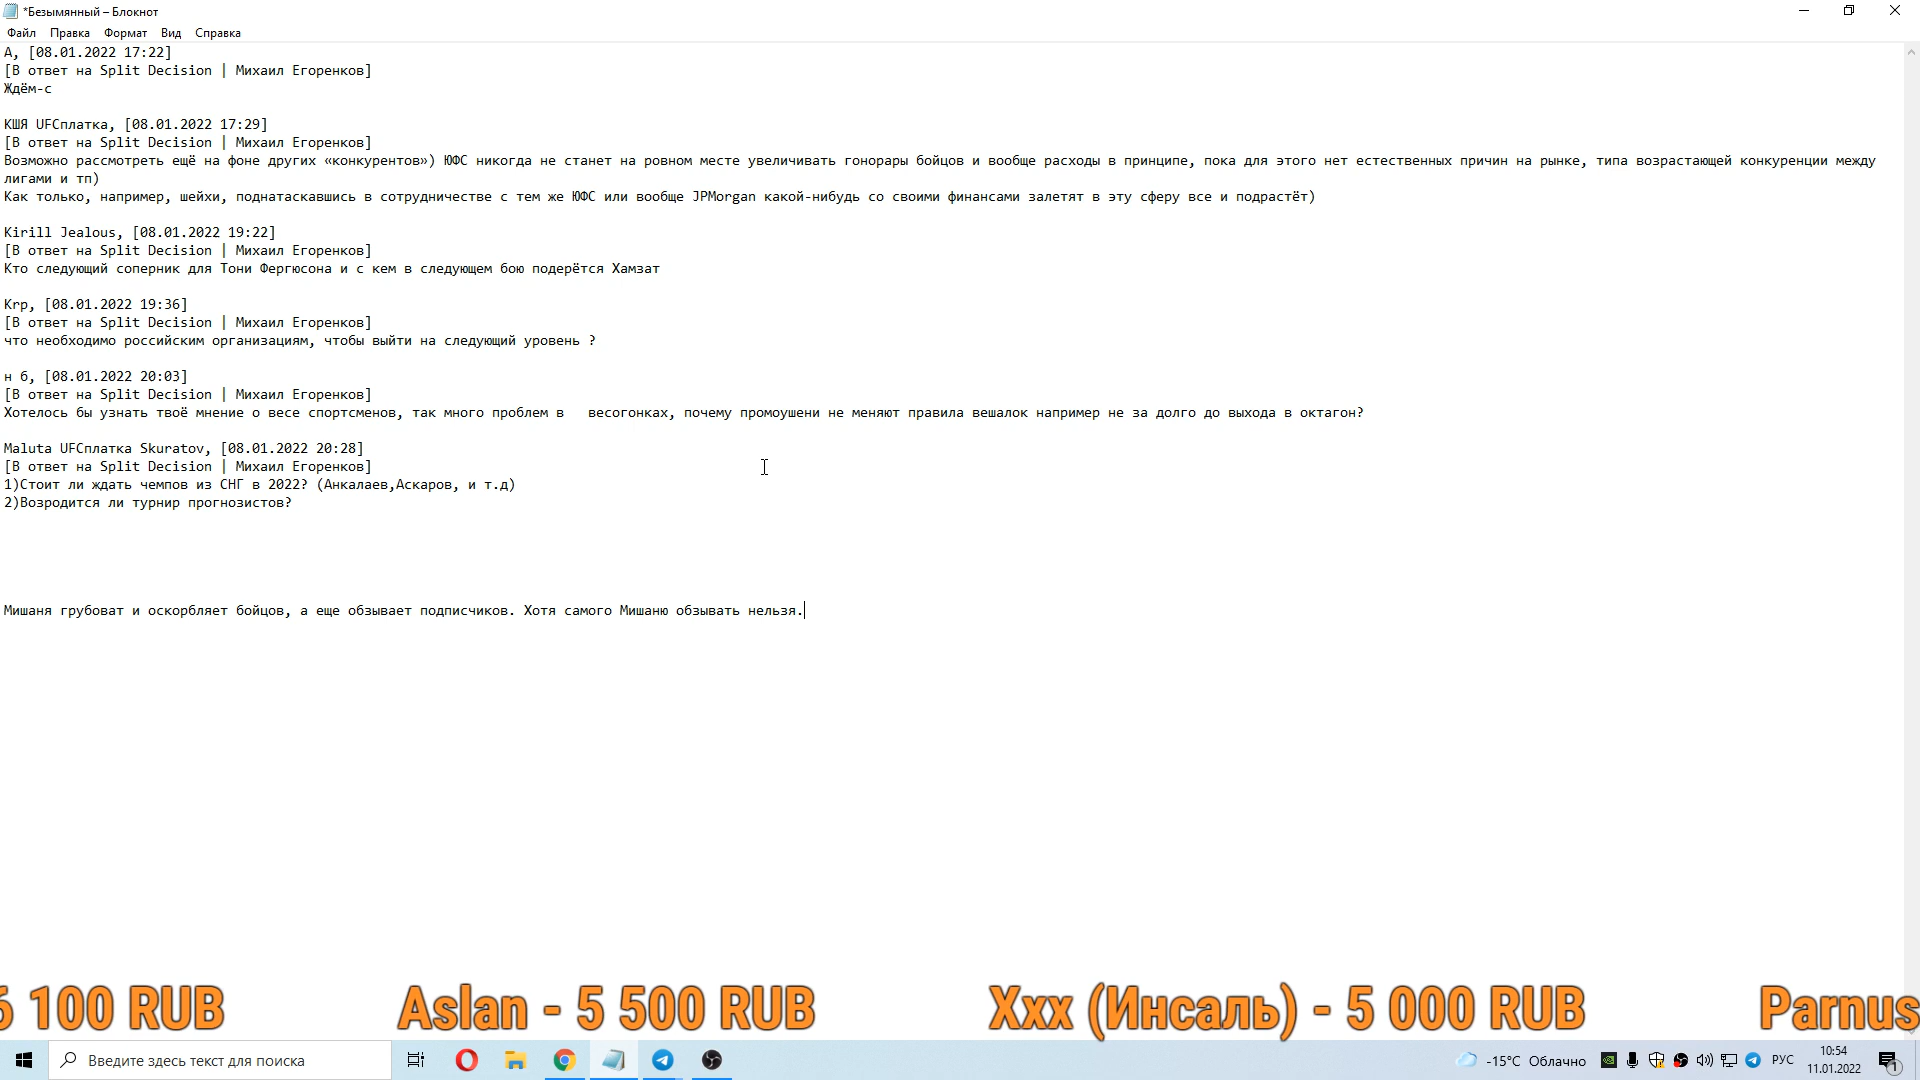 *Безымянный – Блокнот
Файл Правка Формат Вид Справка
А, [08.01.2022 17:22]
[В ответ на Split Decision | Михаил Егоренков]
Ждём-с
КШЯ UFCплатка, [08.01.2022 17:29]
[В ответ на Split Decision | Михаил Егоренков]
Возможно рассмотреть ещё на фоне других «конкурентов») ЮФС никогда не станет на ровном месте увеличивать гонорары бойцов и вообще расходы в принципе, пока для этого нет естественных причин на рынке, типа возрастающей конкуренции между
лигами и тп)
Как только, например, шейхи, поднатаскавшись в сотрудничестве с тем же ЮФС или вообще JPMorgan какой-нибудь со своими финансами залетят в эту сферу все и подрастёт)
Kirill Jealous, [08.01.2022 19:22]
[В ответ на Split Decision | Михаил Егоренков]
Кто следующий соперник для Тони Фергюсона и с кем в следующем бою подерётся Хамзат
Krp, [08.01.2022 19:36]
[В ответ на Split Decision | Михаил Егоренков]
что необходимо российским организациям, чтобы выйти на следующий уровень ?
н б, [08.01.2022 20:03]
[В ответ на Split Decision | Михаил Егоренков]
Хотелось бы узнать твоё мнение о весе спортсменов, так много проблем в весогонках, почему промоушени не меняют правила вешалок например не за долго до выхода в октагон?
Maluta UFCплатка Skuratov, [08.01.2022 20:28]
[В ответ на Split Decision | Михаил Егоренков]
1)Стоит ли ждать чемпов из СНГ в 2022? (Анкалаев,Аскаров, и т.д)
2)Возродится ли турнир прогнозистов?
Мишаня грубоват и оскорбляет бойцов, а еще обзывает подписчиков. Хотя самого Мишаню обзывать нельзя.
6 100 RUB Aslan - 5 500 RUB Xxx (Инсаль) - 5 000 RUB Parnus
Введите здесь текст для поиска
-15°C Облачно
РУС
10:54
11.01.2022
1